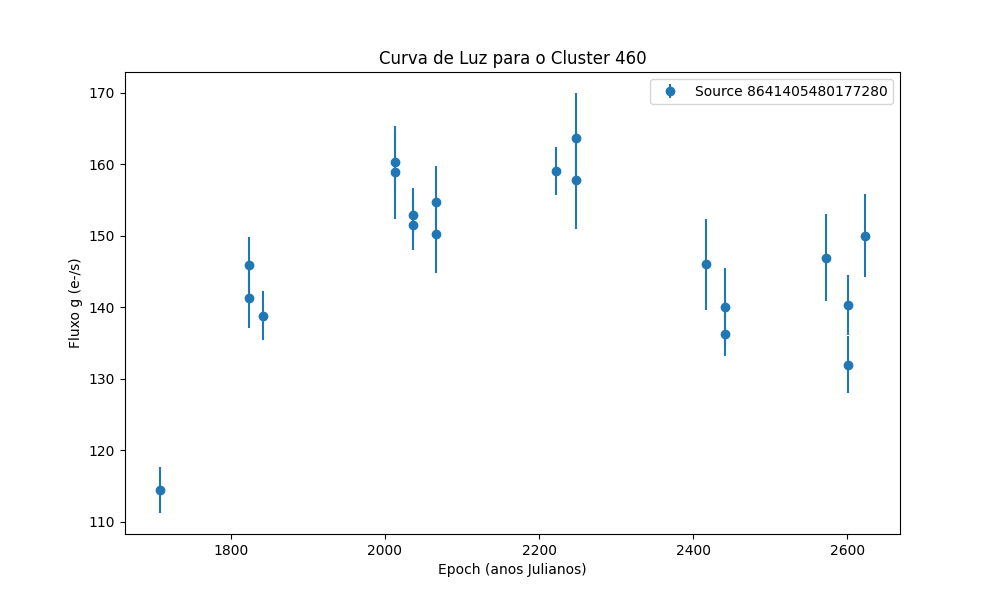 Curva de Luz para o Cluster 460
Source 8641405480177280
170
160
150
140
130
120
110
Fluxo g (e-/s)
1800 2000 2200 2400 2600
Epoch (anos Julianos)